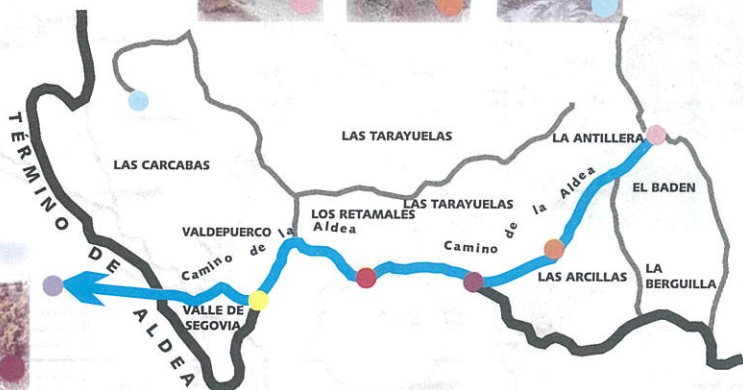 LAS TARAYUELAS
LA ANTILLERA
LAS CARCABAS
EL BADEN
LAS TARAYUELAS
LOS RETAMALES
VALDEPUERCO
Camino de la Aldea
Camino de la Aldea
LAS ARCILLAS
LA
BERGUILLA
VALLE DE
SEGOVIA
TÉRMINO DE ALDEA